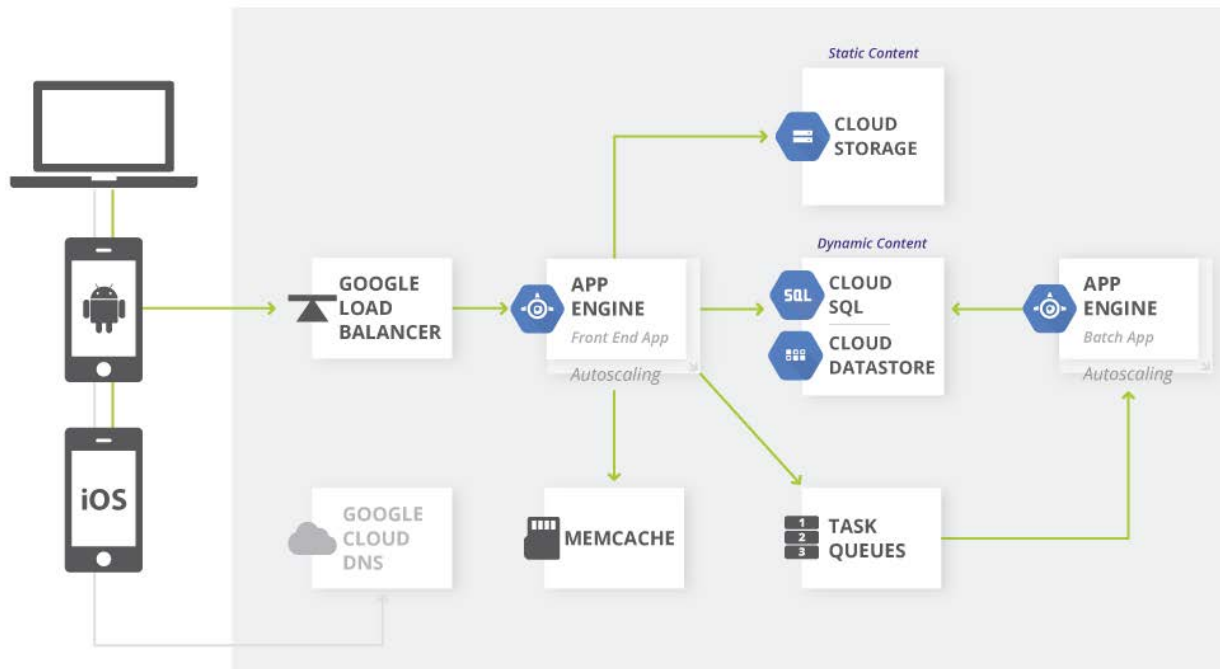 Static Content
CLOUD
STORAGE
Dynamic Content
GOOGLE
LOAD
BALANCER
APP
ENGINE
Front End App
Autoscaling
SQL
CLOUD
SQL
CLOUD
DATASTORE
APP
ENGINE
Batch App
Autoscaling
iOS
GOOGLE
CLOUD
DNS
MEMCACHE
1
2
3
TASK
QUEUES